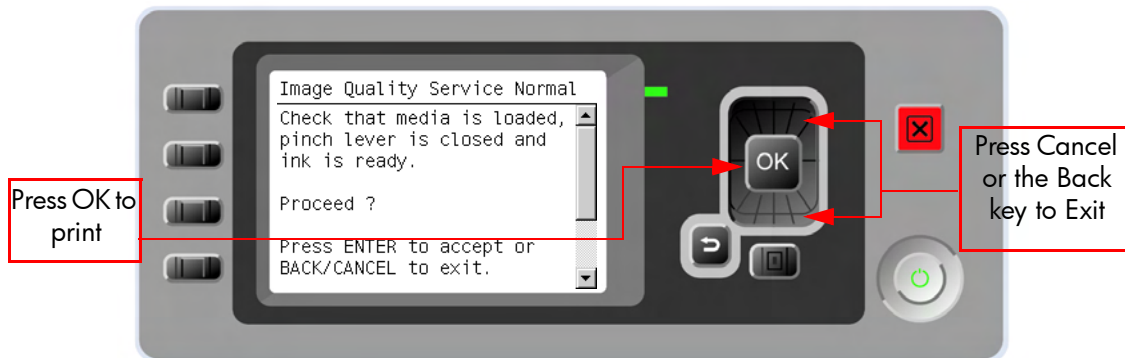 Image Quality Service Normal
Check that media is loaded,
pinch lever is closed and
ink is ready.
Proceed ?
Press ENTER to accept or
BACK/CANCEL to exit.
OK
Press OK to
print
Press Cancel
or the Back
key to Exit